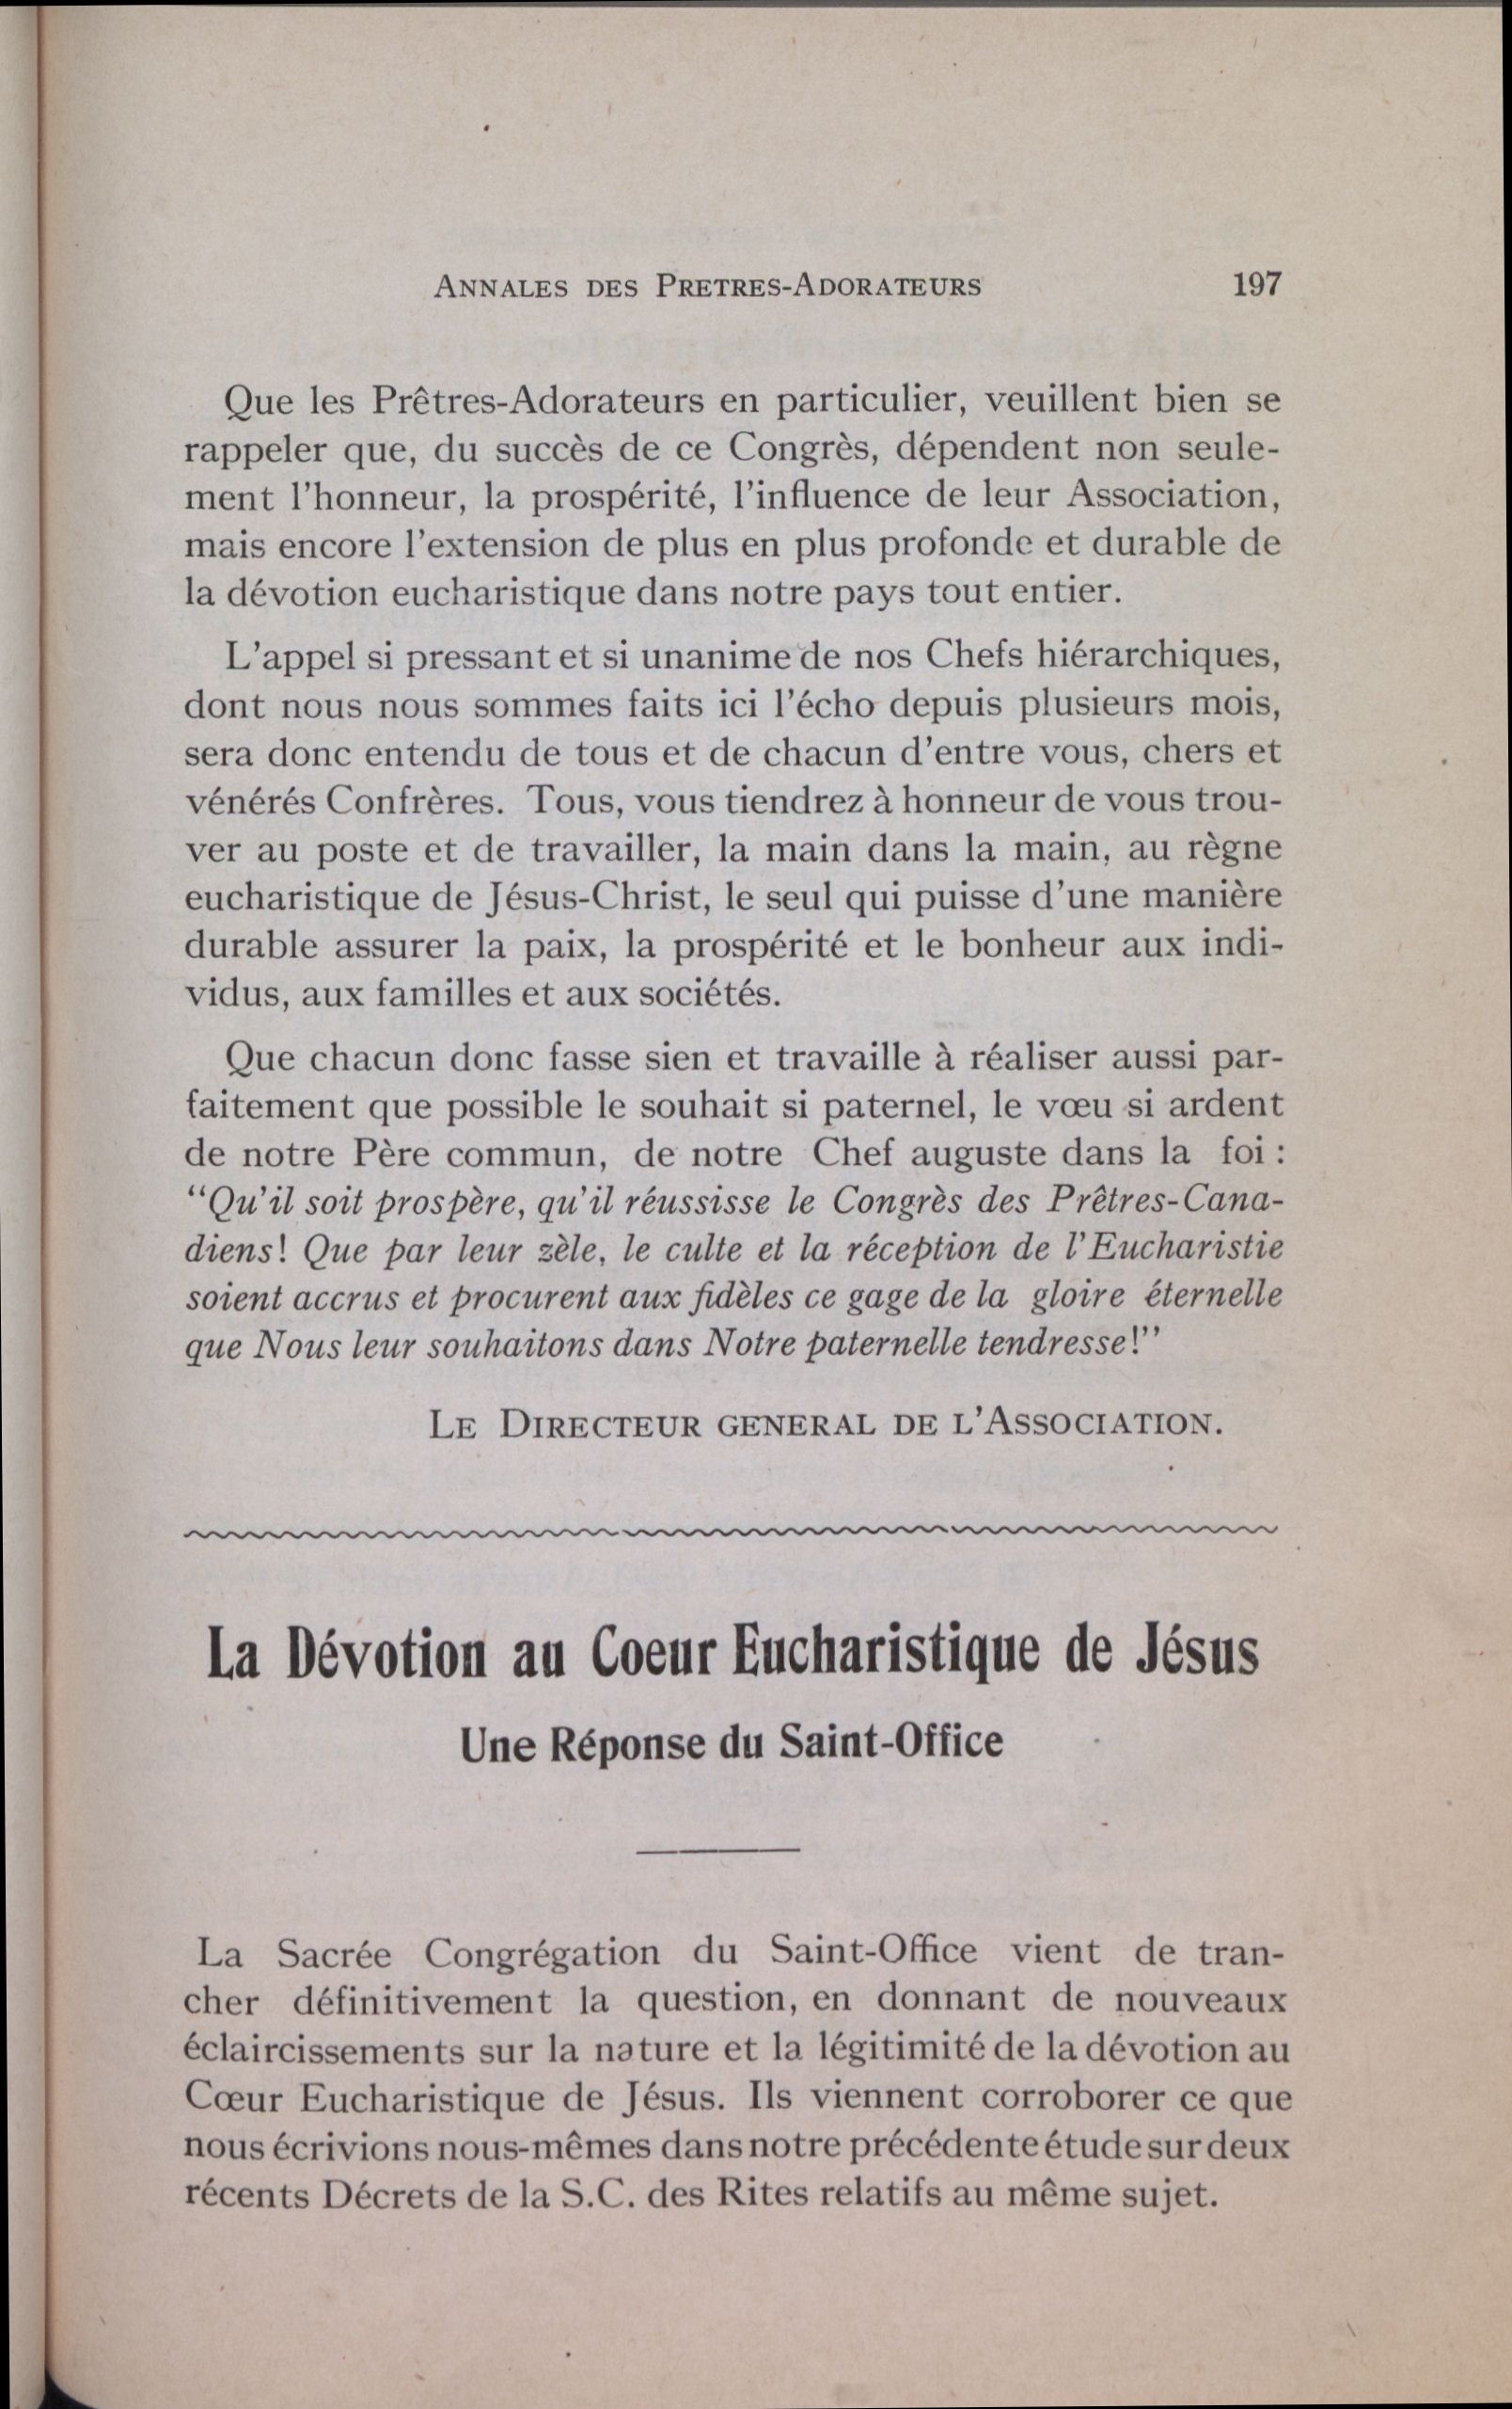 ANNALES DES PRETRES-ADORATEURS 197
Que les Prêtres-Adorateurs en particulier, veuillent bien se
rappeler que, du succès de ce Congrès, dépendent non seule-
ment l'honneur, la prospérité, l'influence de leur Association,
mais encore l'extension de plus en plus profonde et durable de
la dévotion eucharistique dans notre pays tout entier.
L'appel si pressant et si unanime de nos Chefs hiérarchiques,
dont nous nous sommes faits ici l'écho depuis plusieurs mois,
sera donc entendu de tous et de chacun d'entre vous, chers et
vénérés Confrères. Tous, vous tiendrez à honneur de vous trou-
ver au poste et de travailler, la main dans la main, au règne
eucharistique de Jésus-Christ, le seul qui puisse d'une manière
durable assurer la paix, la prospérité et le bonheur aux indi-
vidus, aux familles et aux sociétés.
Que chacun donc fasse sien et travaille à réaliser aussi par-
faitement que possible le souhait si paternel, le vœu si ardent
de notre Père commun, de notre Chef auguste dans la foi :
“Qu'il soit prospère, qu'il réussisse le Congrès des Prêtres-Cana-
diens! Que par leur zèle, le culte et la réception de l'Eucharistie
soient accrus et procurent aux fidèles ce gage de la gloire éternelle
que Nous leur souhaitons dans Notre paternelle tendresse!”
LE DIRECTEUR GENERAL DE L'ASSOCIATION.
La Dévotion au Coeur Eucharistique de Jésus
Une Réponse du Saint-Office
La Sacrée Congrégation du Saint-Office vient de tran-
cher définitivement la question, en donnant de nouveaux
éclaircissements sur la nature et la légitimité de la dévotion au
Cœur Eucharistique de Jésus. Ils viennent corroborer ce que
nous écrivions nous-mêmes dans notre précédente étude sur deux
récents Décrets de la S.C. des Rites relatifs au même sujet.